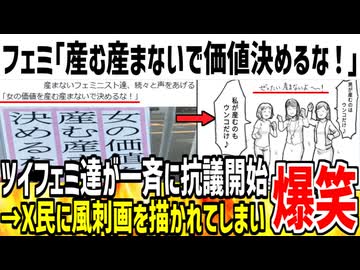 フェミ「産む産まないで価値決めるな！」
産まないフェミニスト達、続々と声をあげる
「女の価値を産む産まないで決めるな！」
女の価値
産む産ま
決める
ぜったい産まないよ〜！
私が産むのも
ウンコだけ♪
ウンコだけ♪
ツイフェミ達が一斉に抗議開始
→X民に風刺画を描かれてしまい
爆笑